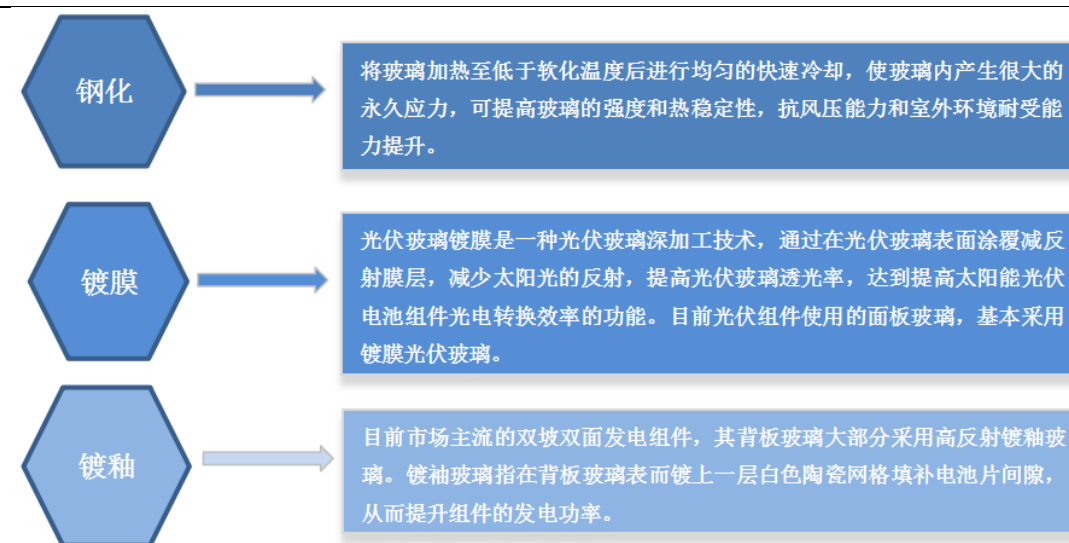 钢化
将玻璃加热至低于软化温度后进行均匀的快速冷却，使玻璃内产生很大的
永久应力，可提高玻璃的强度和热稳定性，抗风压能力和室外环境耐受能
力提升。
镀膜
光伏玻璃镀膜是一种光伏玻璃深加工技术，通过在光伏玻璃表面涂覆减反
射膜层，减少太阳光的反射，提高光伏玻璃透光率，达到提高太阳能光伏
电池组件光电转换效率的功能。目前光伏组件使用的面板玻璃，基本采用
镀膜光伏玻璃。
镀釉
目前市场主流的双坡双面发电组件，其背板玻璃大部分采用高反射镀釉玻
璃。镀袖玻璃指在背板玻璃表而镀上一层白色陶瓷网格填补电池片间隙，
从而提升组件的发电功率。